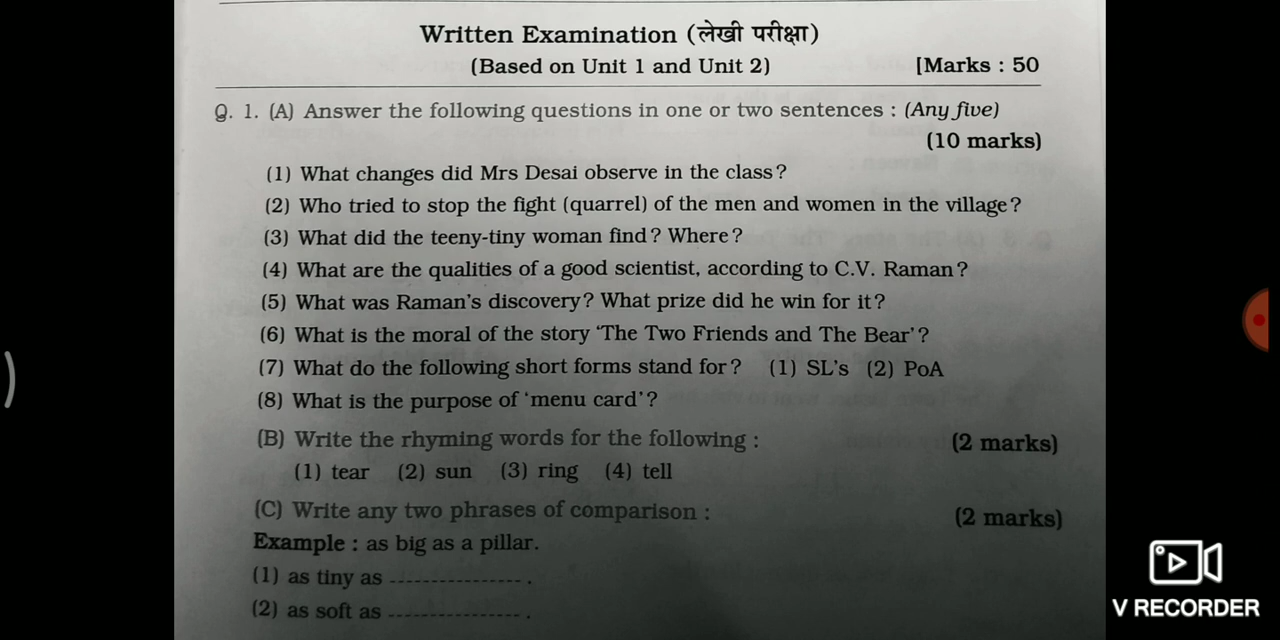 Written Examination (लेखी परीक्षा)
(Based on Unit 1 and Unit 2) [Marks : 50
Q. 1. (A) Answer the following questions in one or two sentences : (Any five)
(10 marks)
(1) What changes did Mrs Desai observe in the class?
(2) Who tried to stop the fight (quarrel) of the men and women in the village?
(3) What did the teeny-tiny woman find? Where?
(4) What are the qualities of a good scientist, according to C.V. Raman?
(5) What was Raman's discovery? What prize did he win for it?
(6) What is the moral of the story 'The Two Friends and The Bear'?
(7) What do the following short forms stand for? (1) SL's (2) PoA
(8) What is the purpose of 'menu card'?
(B) Write the rhyming words for the following : (2 marks)
(1) tear (2) sun (3) ring (4) tell
(C) Write any two phrases of comparison : (2 marks)
Example : as big as a pillar.
(1) as tiny as ---------------- .
(2) as soft as ---------------- .
V RECORDER